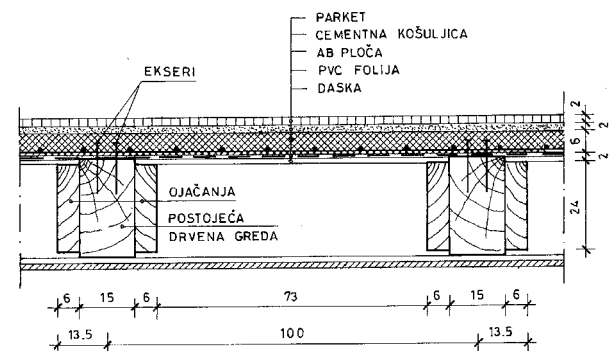 PARKET
CEMENTNA KOŠULJICA
AB PLOČA
PVC FOLIJA
DASKA
EKSERI
2
2
6
2
24
OJAČANJA
POSTOJEĆA
DRVENA GREDA
6 15 6 73 6 15 6
13.5 100 13.5